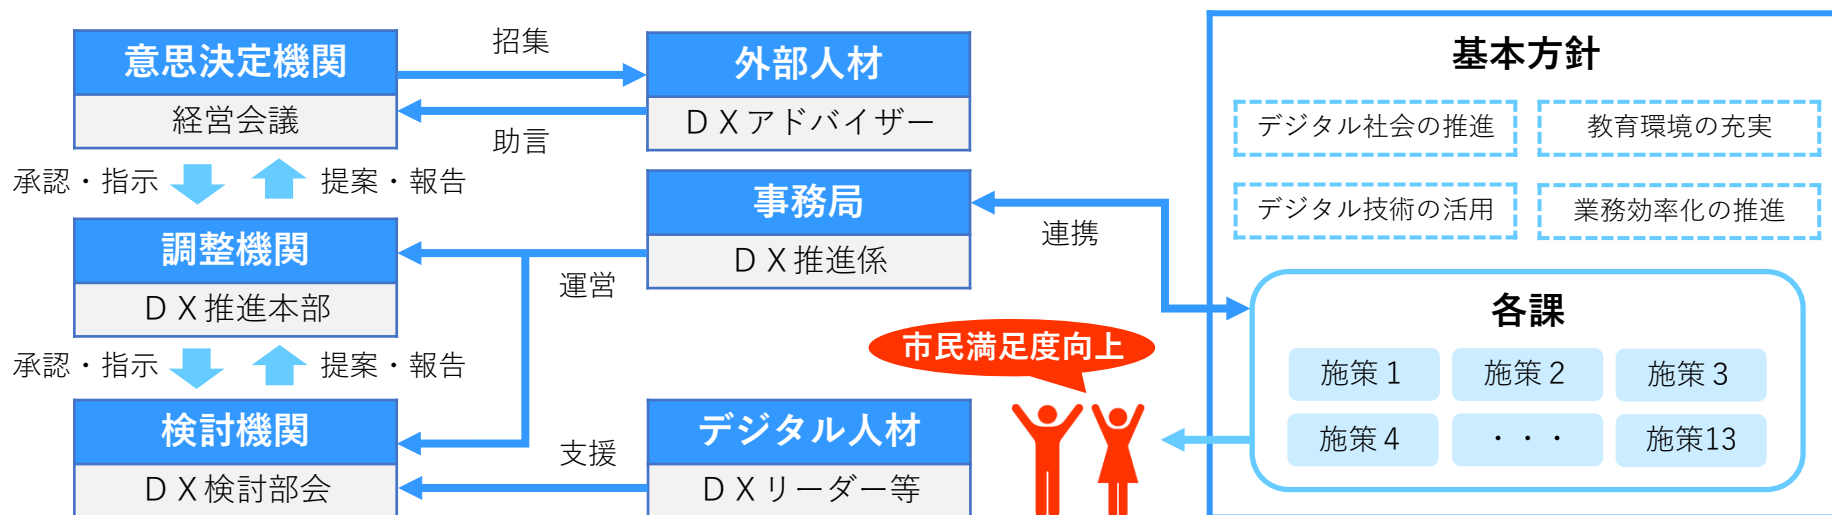 意思決定機関
経営会議
招集
助言
外部人材
ＤＸアドバイザー
承認・指示
提案・報告
調整機関
ＤＸ推進本部
事務局
ＤＸ推進係
運営
連携
承認・指示
提案・報告
検討機関
ＤＸ検討部会
支援
デジタル人材
ＤＸリーダー等
市民満足度向上
基本方針
デジタル社会の推進
教育環境の充実
デジタル技術の活用
業務効率化の推進
各課
施策１
施策２
施策３
施策４
・・・
施策13